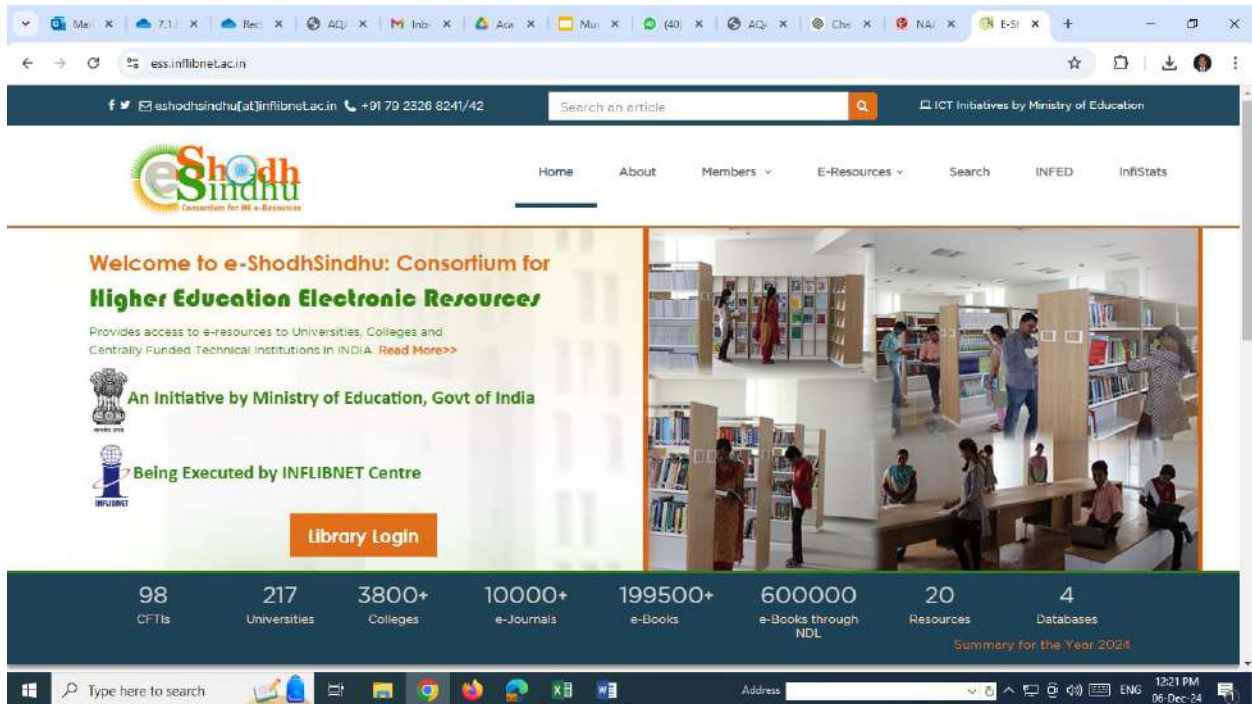 Mai
7.1.
Rec
AC
M Inb
Aca
Mu
(40)
AC
Che
NA
E-S
ess.inflibnet.ac.in
eshodhsindhu[at]inflibnet.ac.in +91 79 2326 8241/42
Search an article
ICT Initiatives by Ministry of Education
eShodh
Sindhu
Consortium for HE e-Resources
Home About Members E-Resources Search INFED InfiStats
Welcome to e-ShodhSindhu: Consortium for
Higher Education Electronic Resources
Provides access to e-resources to Universities, Colleges and
Centrally Funded Technical Institutions in INDIA. Read More>>
An Initiative by Ministry of Education, Govt of India
Being Executed by INFLIBNET Centre
INFLIBNET
Library Login
98 217 3800+ 10000+ 199500+ 600000 20 4
CFTIs Universities Colleges e-Journals e-Books e-Books through NDL Resources Databases
Summary for the Year 2024
Type here to search
Address
ENG
12:21 PM
06-Dec-24